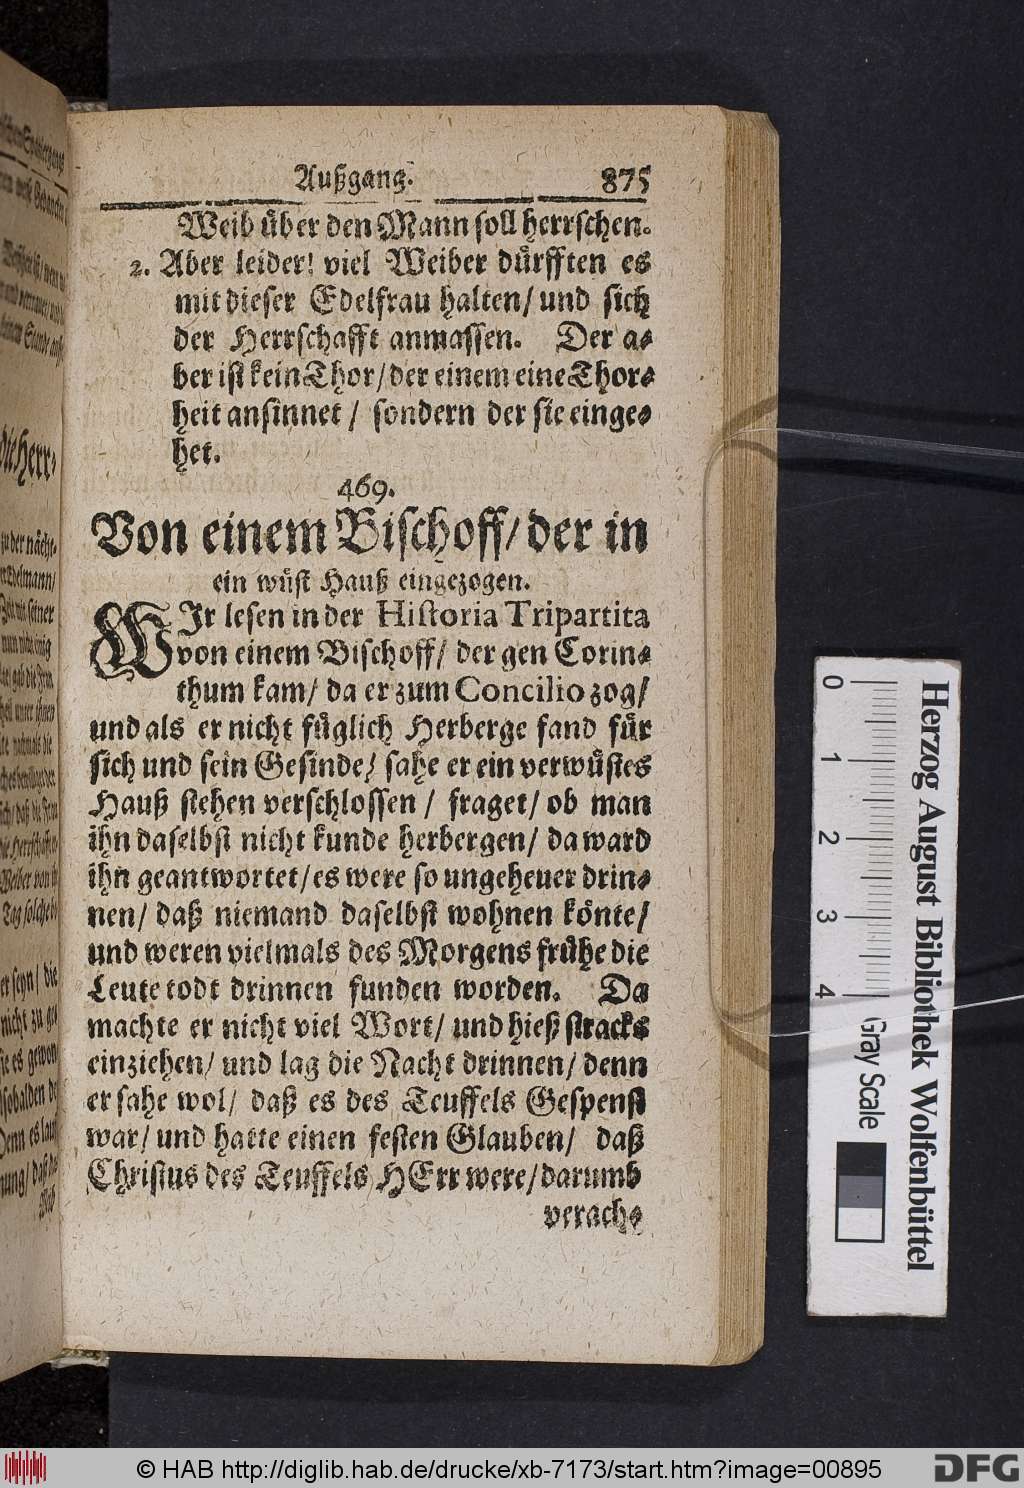 Außgang. 875
Weib über den Mann soll herrschen.
2. Aber leider! viel Weiber dürfften es
mit dieser Edelfrau halten/ und sich
der Herrschafft anmassen. Der a-
ber ist kein Thor/ der einem eine Thor-
heit ansinnet / sondern der sie einge-
het.
469.
Von einem Bischoff/ der in
ein wüst Hauß eingezogen.
WIr lesen in der Historia Tripartita
von einem Bischoff/ der gen Corin-
thum kam/ da er zum Concilio zog/
und als er nicht füglich Herberge fand für
sich und sein Gesinde/ sahe er ein verwüstes
Hauß stehen verschlossen / fraget/ ob man
ihn daselbst nicht kunde herbergen/ da ward
ihn geantwortet/ es were so ungeheuer drin-
nen/ daß niemand daselbst wohnen könte/
und weren vielmals des Morgens frühe die
Leute todt drinnen funden worden. Da
machte er nicht viel Wort/ und hieß stracks
einziehen/ und lag die Nacht drinnen/ denn
er sahe wol/ daß es des Teuffels Gespenst
war/ und hatte einen festen Glauben/ daß
Christus des Teuffels HErr were/ darumb
verach-
0 1 2 3 4 Gray Scale
Herzog August Bibliothek Wolfenbüttel
© HAB http://diglib.hab.de/drucke/xb-7173/start.htm?image=00895
DFG